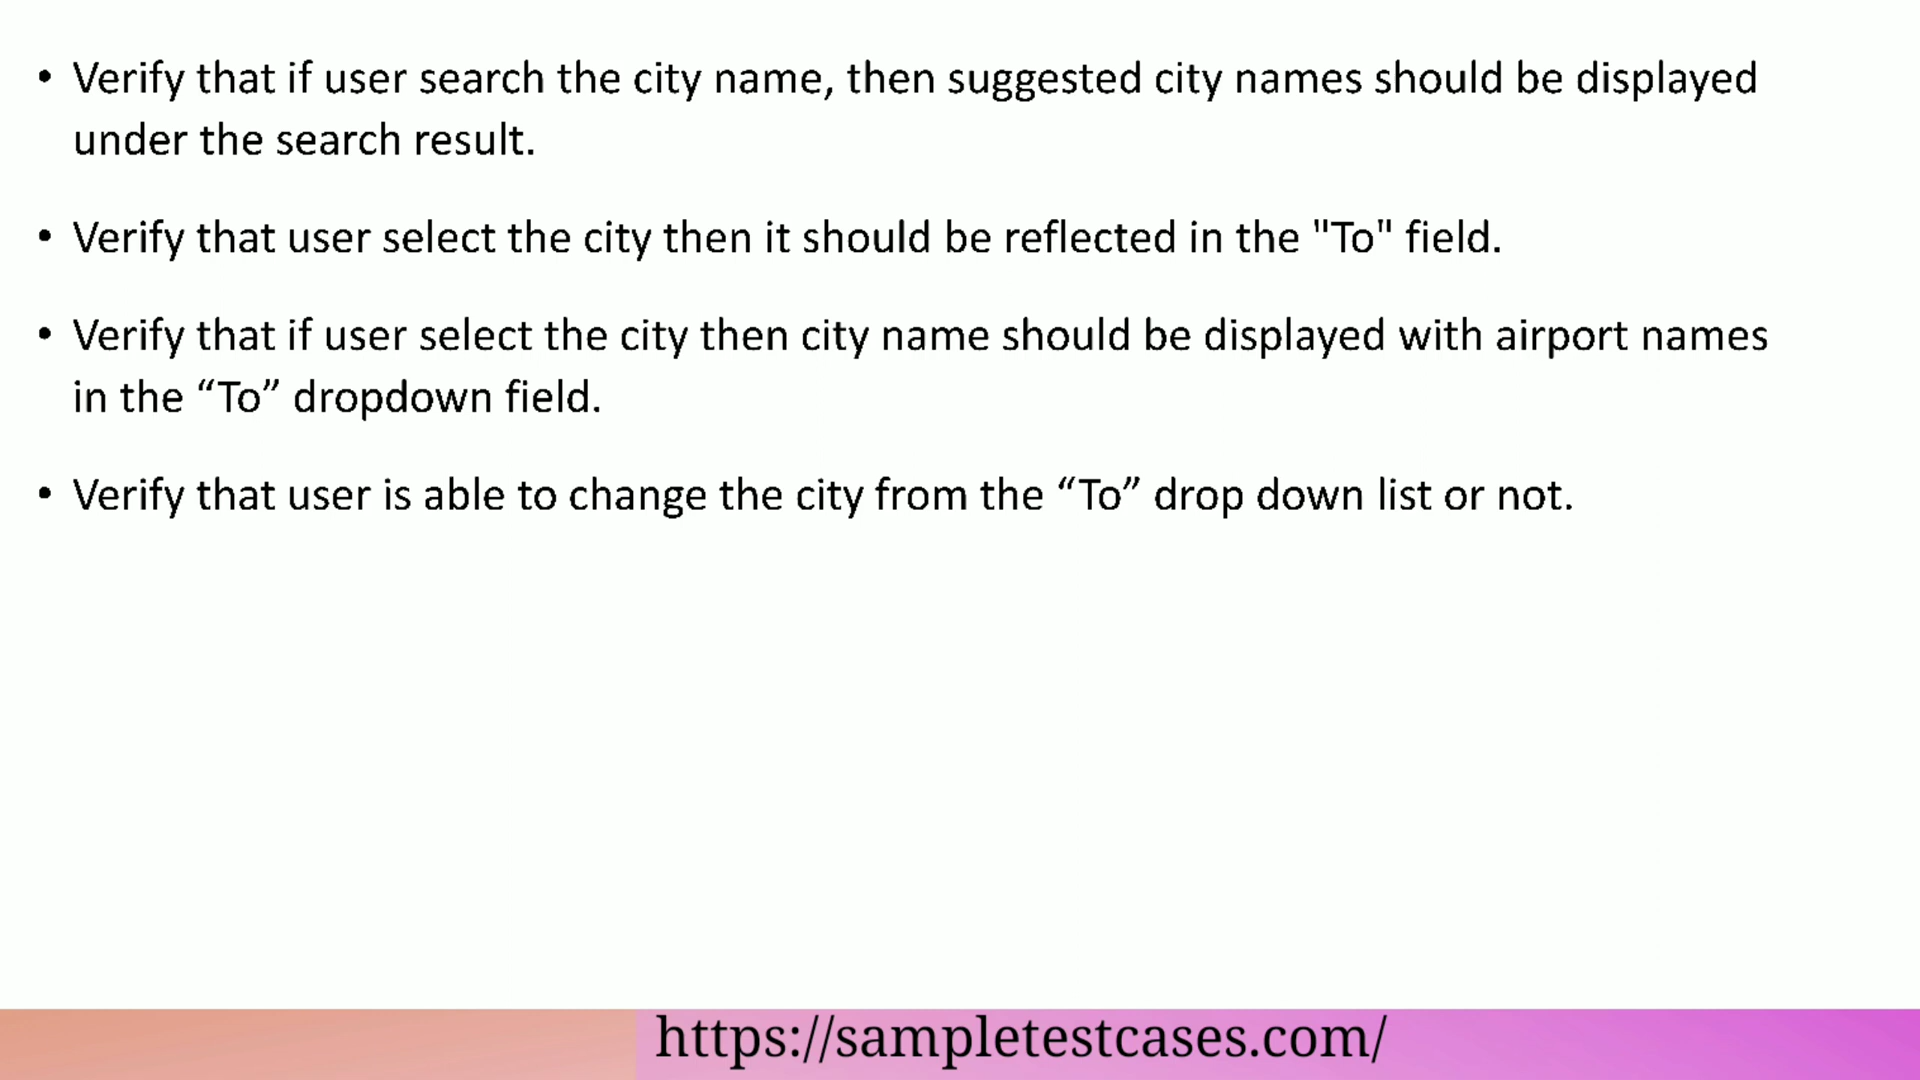 • Verify that if user search the city name, then suggested city names should be displayed
under the search result.
• Verify that user select the city then it should be reflected in the "To" field.
• Verify that if user select the city then city name should be displayed with airport names
in the “To” dropdown field.
• Verify that user is able to change the city from the “To” drop down list or not.
https://sampletestcases.com/